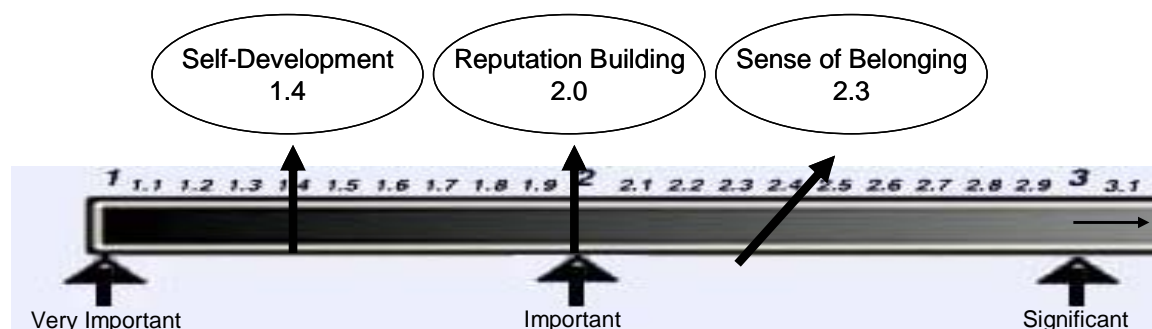 Self-Development
1.4
Reputation Building
2.0
Sense of Belonging
2.3
1 1.1 1.2 1.3 1.4 1.5 1.6 1.7 1.8 1.9 2 2.1 2.2 2.3 2.4 2.5 2.6 2.7 2.8 2.9 3 3.1
Very Important
Important
Significant